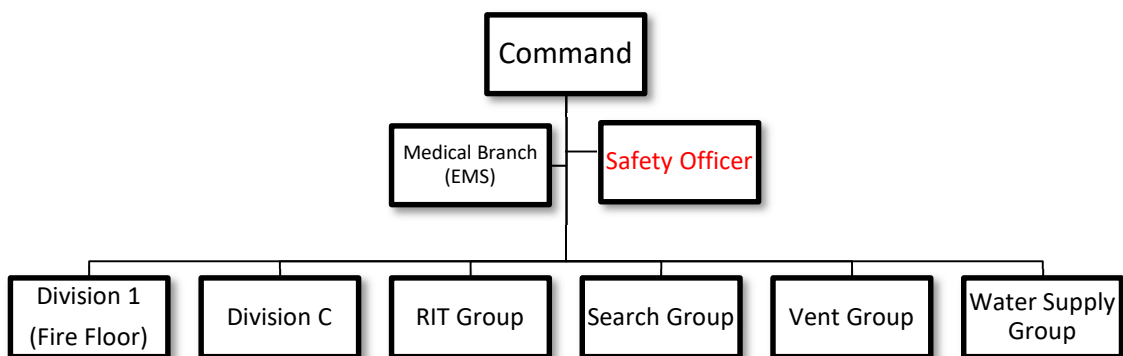 Command
Medical Branch
(EMS)
Safety Officer
Division 1
(Fire Floor)
Division C
RIT Group
Search Group
Vent Group
Water Supply
Group